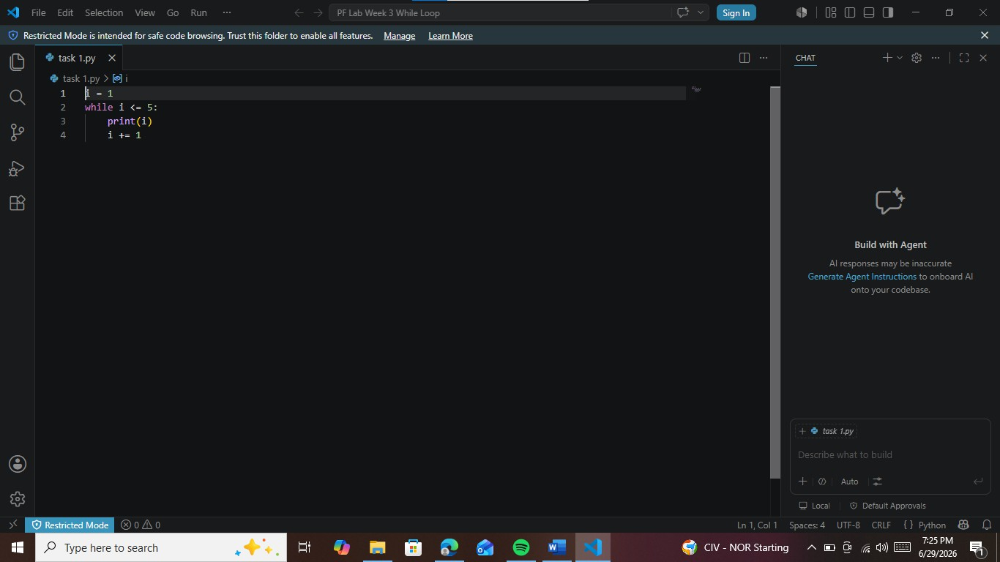 File Edit Selection View Go Run ...
PF Lab Week 3 While Loop
Sign In
Restricted Mode is intended for safe code browsing. Trust this folder to enable all features. Manage Learn More
task 1.py
CHAT
task 1.py > i
1 i = 1
2 while i <= 5:
3 print(i)
4 i += 1
Build with Agent
AI responses may be inaccurate
Generate Agent Instructions to onboard AI
onto your codebase.
task 1.py
Describe what to build
Auto
Local Default Approvals
Restricted Mode 0 0 Ln 1, Col 1 Spaces: 4 UTF-8 CRLF { } Python
Type here to search
CIV - NOR Starting
7:25 PM
6/29/2026
1